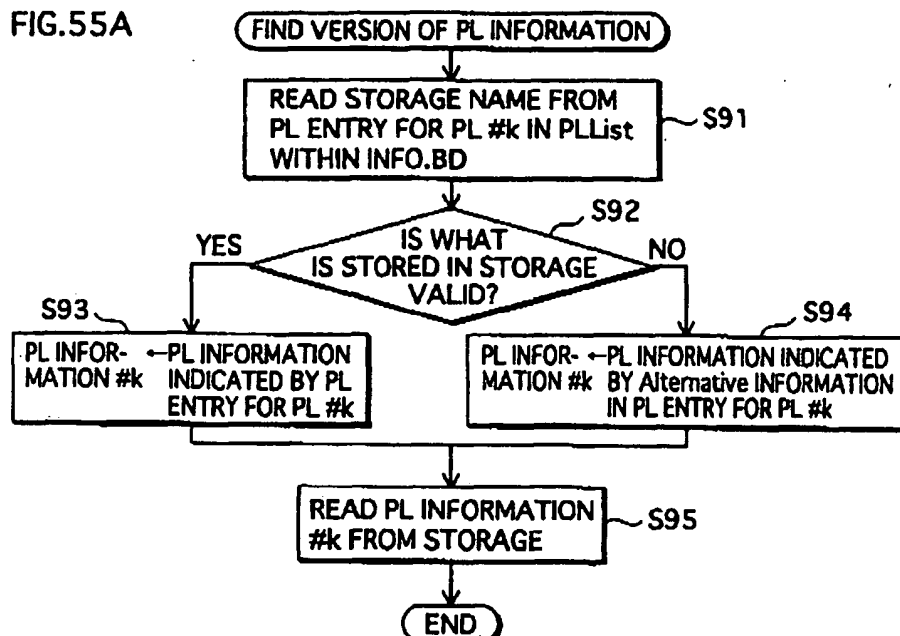 FIG.55A
FIND VERSION OF PL INFORMATION
READ STORAGE NAME FROM
PL ENTRY FOR PL #k IN PLList
WITHIN INFO.BD
S91
S92
IS WHAT
IS STORED IN STORAGE
VALID?
YES
NO
S93
PL INFOR- ←PL INFORMATION
MATION #k INDICATED BY PL
ENTRY FOR PL #k
S94
PL INFOR- ←PL INFORMATION INDICATED
MATION #k BY Alternative INFORMATION
IN PL ENTRY FOR PL #k
READ PL INFORMATION
#k FROM STORAGE
S95
END